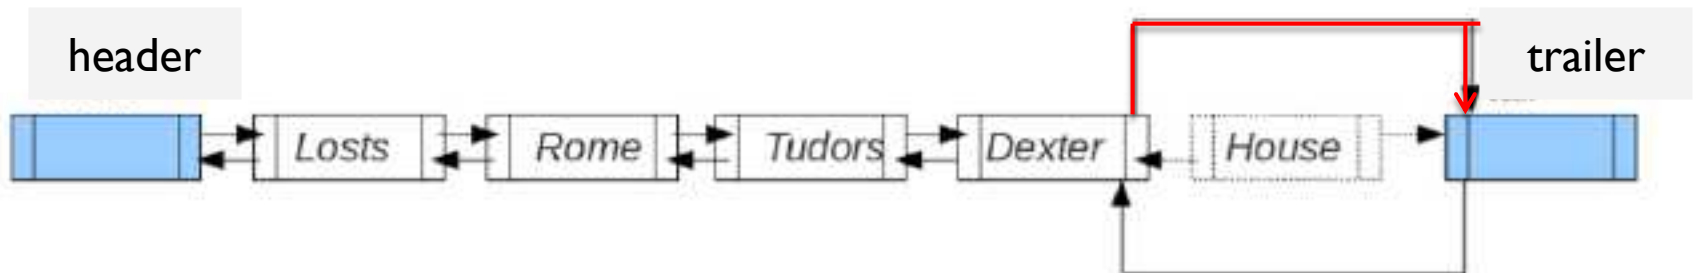 header
trailer
Losts
Rome
Tudors
Dexter
House